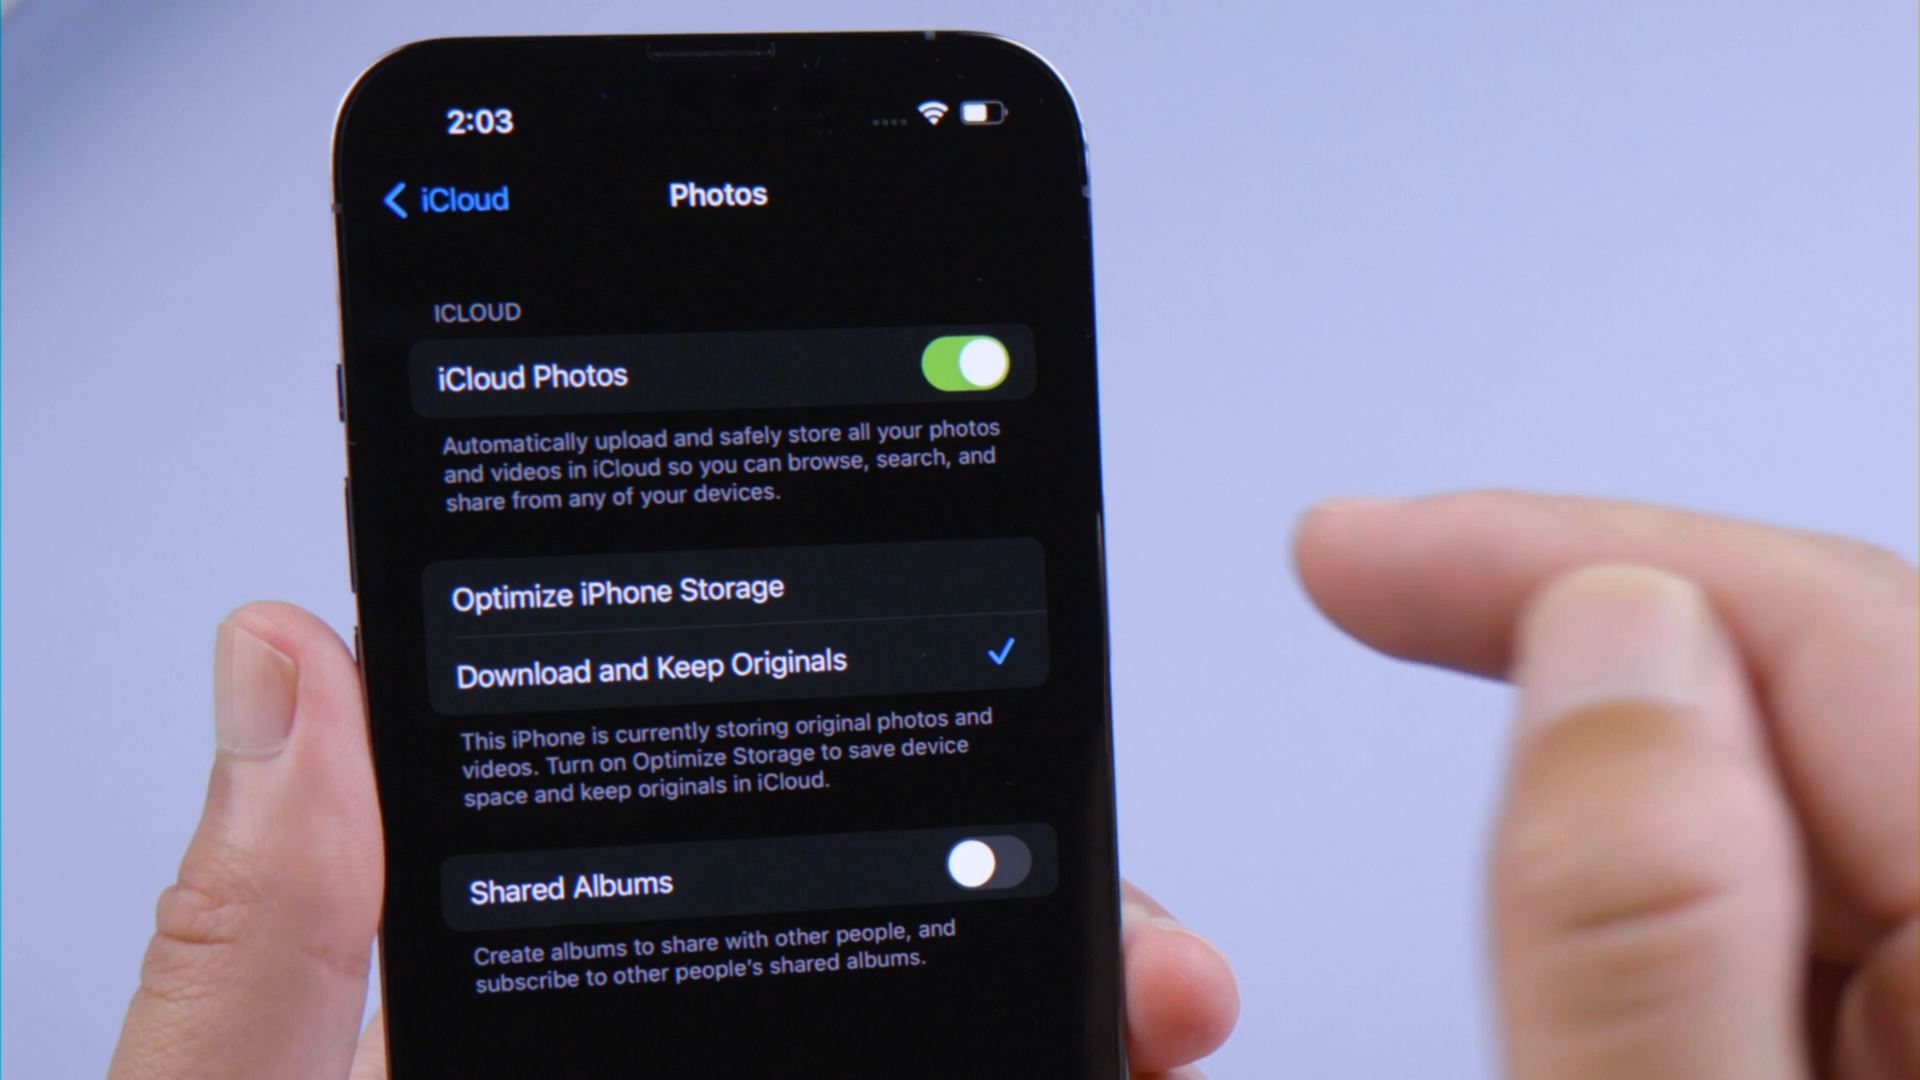 2:03
iCloud
Photos
ICLOUD
iCloud Photos
Automatically upload and safely store all your photos
and videos in iCloud so you can browse, search, and
share from any of your devices.
Optimize iPhone Storage
Download and Keep Originals
This iPhone is currently storing original photos and
videos. Turn on Optimize Storage to save device
space and keep originals in iCloud.
Shared Albums
Create albums to share with other people, and
subscribe to other people's shared albums.